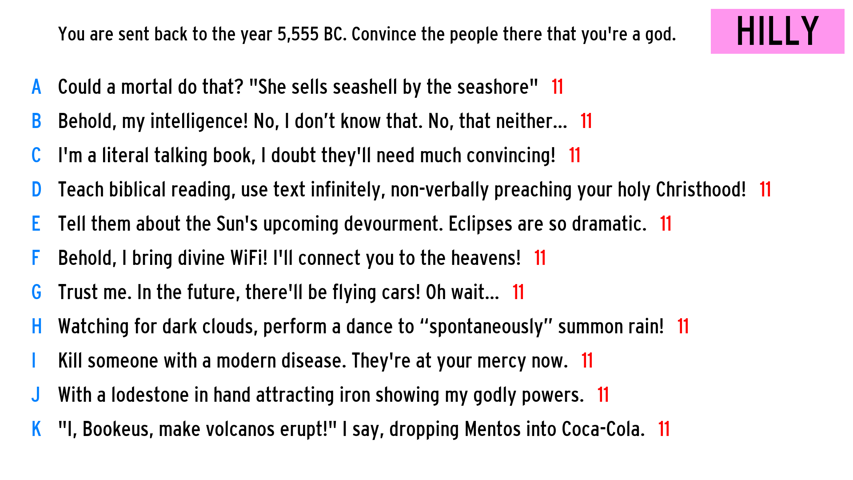 You are sent back to the year 5,555 BC. Convince the people there that you're a god.
HILLY
A Could a mortal do that? "She sells seashell by the seashore" 11
B Behold, my intelligence! No, I don’t know that. No, that neither... 11
C I'm a literal talking book, I doubt they'll need much convincing! 11
D Teach biblical reading, use text infinitely, non-verbally preaching your holy Christhood! 11
E Tell them about the Sun's upcoming devourment. Eclipses are so dramatic. 11
F Behold, I bring divine WiFi! I'll connect you to the heavens! 11
G Trust me. In the future, there'll be flying cars! Oh wait... 11
H Watching for dark clouds, perform a dance to “spontaneously” summon rain! 11
I Kill someone with a modern disease. They're at your mercy now. 11
J With a lodestone in hand attracting iron showing my godly powers. 11
K "I, Bookeus, make volcanos erupt!" I say, dropping Mentos into Coca-Cola. 11